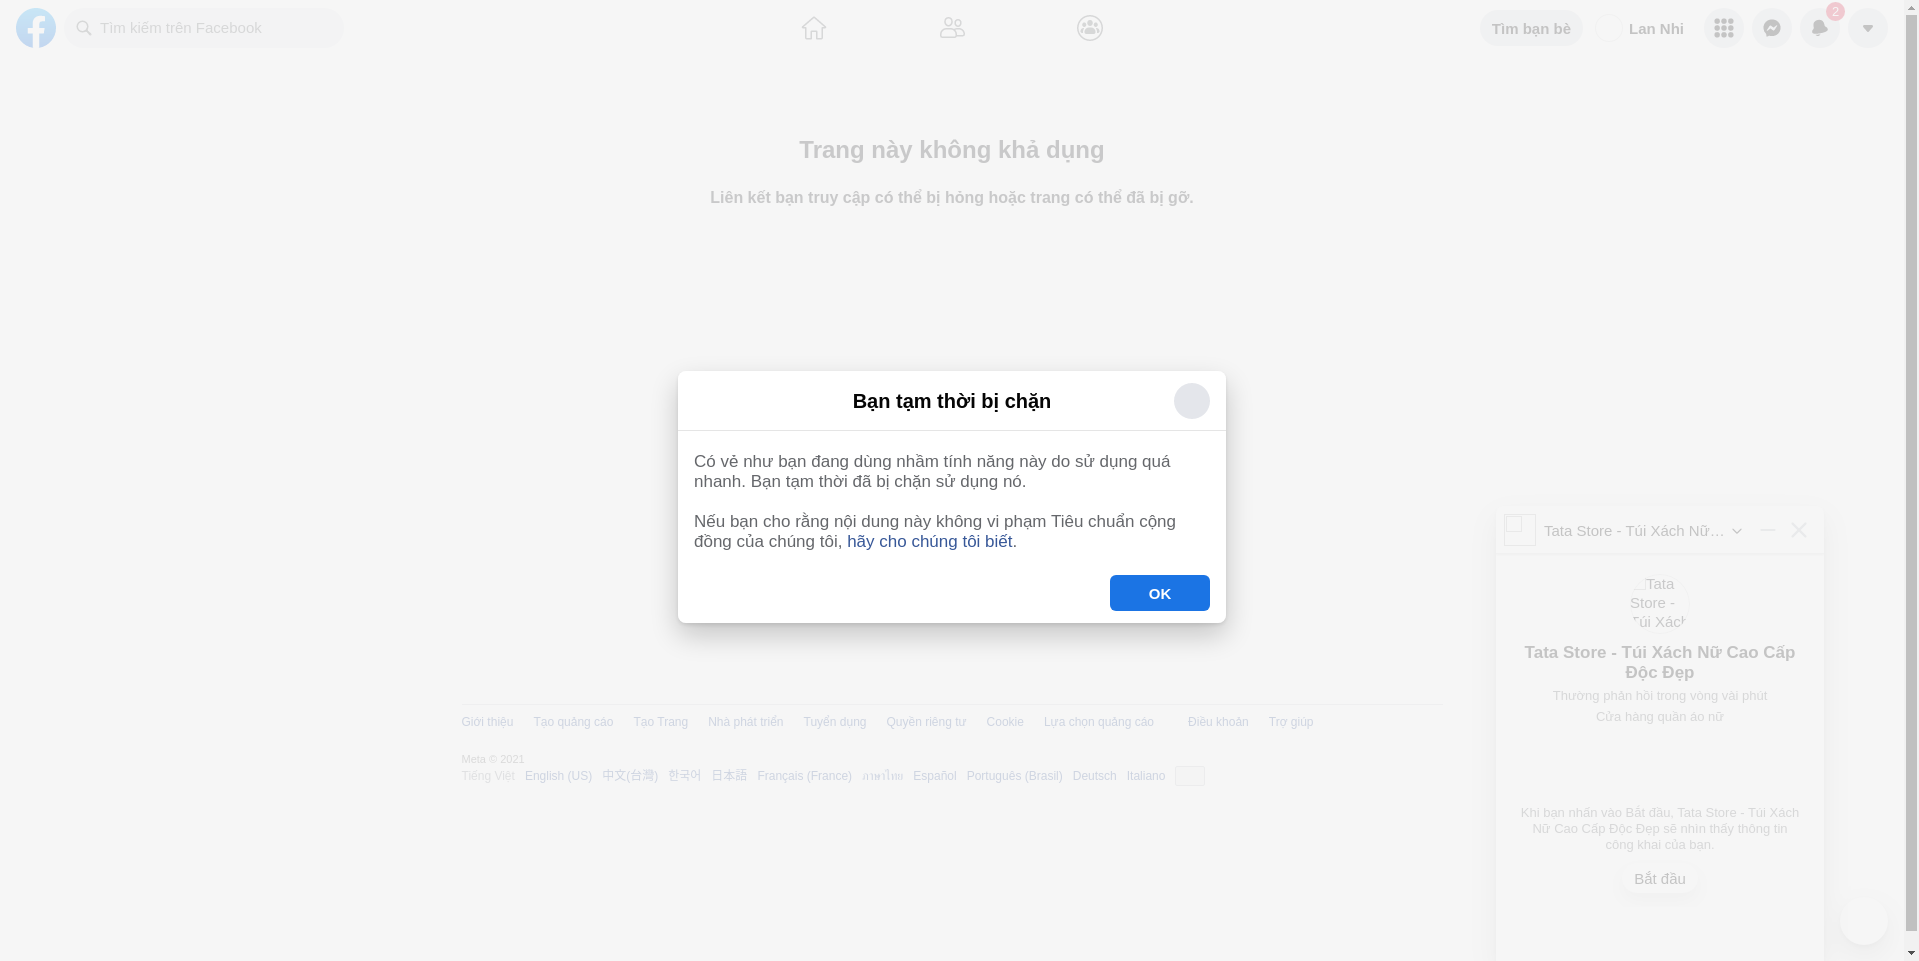 Tìm kiếm trên Facebook
Tìm bạn bè
Lan Nhi
2
Trang này không khả dụng
Liên kết bạn truy cập có thể bị hỏng hoặc trang có thể đã bị gỡ.
Bạn tạm thời bị chặn
Có vẻ như bạn đang dùng nhầm tính năng này do sử dụng quá
nhanh. Bạn tạm thời đã bị chặn sử dụng nó.
Nếu bạn cho rằng nội dung này không vi phạm Tiêu chuẩn cộng
đồng của chúng tôi, hãy cho chúng tôi biết.
OK
Tata Store - Túi Xách Nữ…
Tata
Store -
Túi Xách
Tata Store - Túi Xách Nữ Cao Cấp
Độc Đẹp
Thường phản hồi trong vòng vài phút
Cửa hàng quần áo nữ
Khi bạn nhấn vào Bắt đầu, Tata Store - Túi Xách
Nữ Cao Cấp Độc Đẹp sẽ nhìn thấy thông tin
công khai của bạn.
Bắt đầu
Giới thiệu Tạo quảng cáo Tạo Trang Nhà phát triển Tuyển dụng Quyền riêng tư Cookie Lựa chọn quảng cáo Điều khoản Trợ giúp
Meta © 2021
Tiếng Việt English (US) 中文(台灣) 한국어 日本語 Français (France) ภาษาไทย Español Português (Brasil) Deutsch Italiano